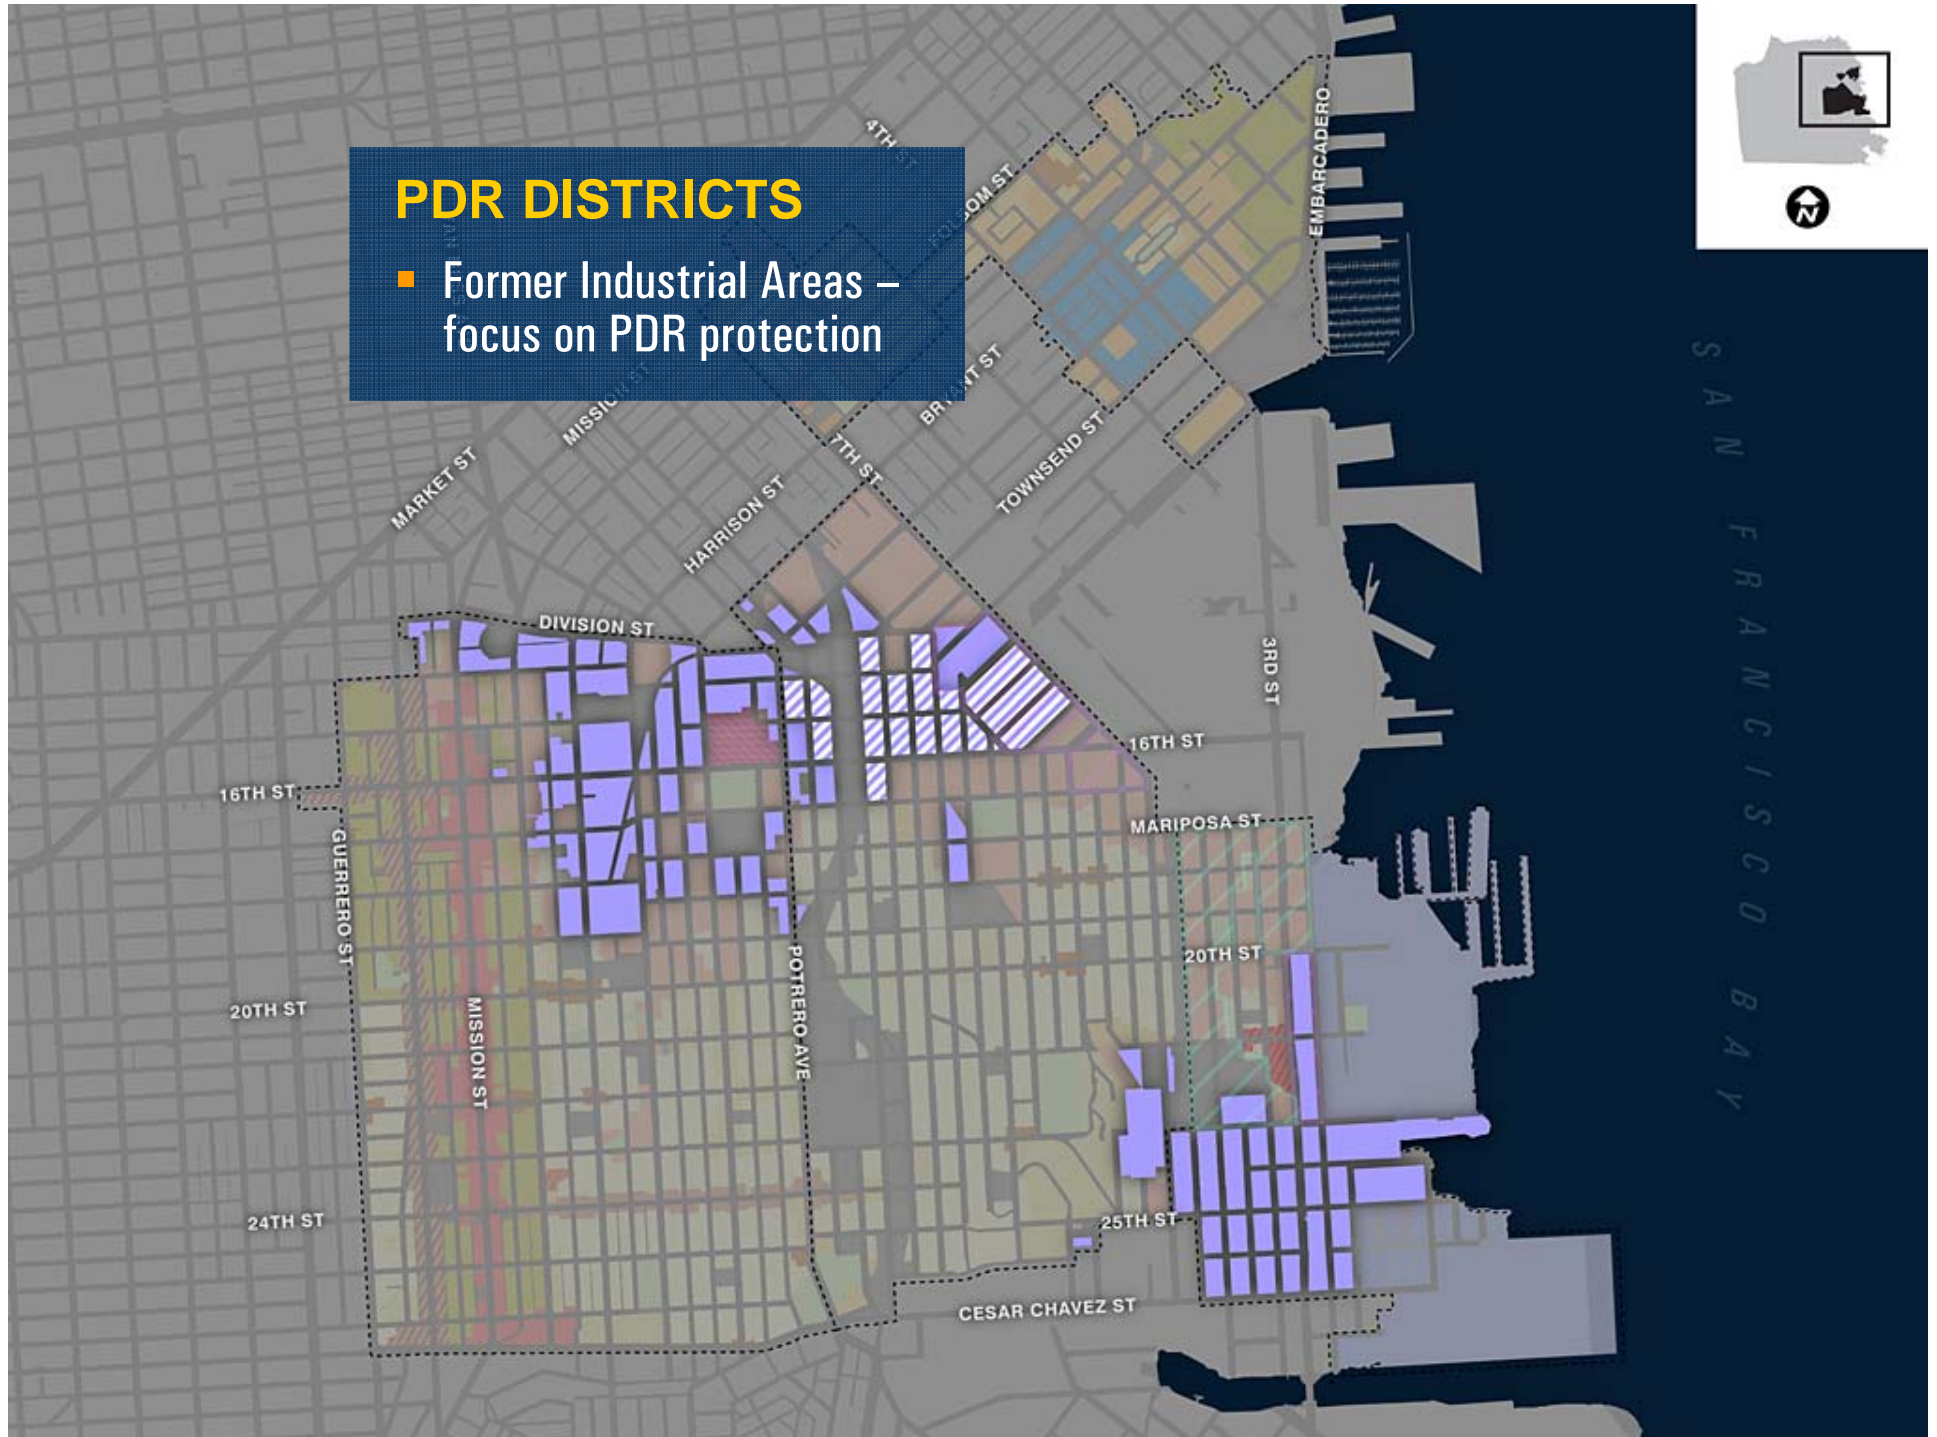 PDR DISTRICTS
Former Industrial Areas –
focus on PDR protection
4TH ST
FOLSOM ST
EMBARCADERO
N
MISSION ST
BRYANT ST
MARKET ST
7TH ST
TOWNSEND ST
HARRISON ST
SAN FRANCISCO BAY
DIVISION ST
3RD ST
16TH ST
16TH ST
MARIPOSA ST
GUERRERO ST
20TH ST
POTRERO AVE
20TH ST
MISSION ST
24TH ST
25TH ST
CESAR CHAVEZ ST